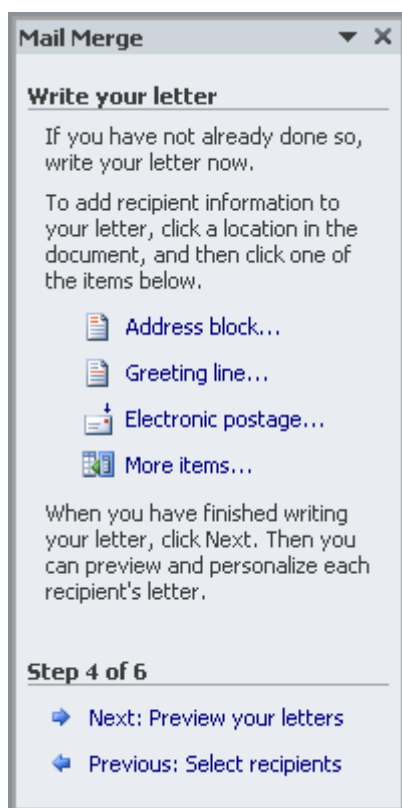 Mail Merge
Write your letter
If you have not already done so,
write your letter now.
To add recipient information to
your letter, click a location in the
document, and then click one of
the items below.
Address block...
Greeting line...
Electronic postage...
More items...
When you have finished writing
your letter, click Next. Then you
can preview and personalize each
recipient's letter.
Step 4 of 6
Next: Preview your letters
Previous: Select recipients